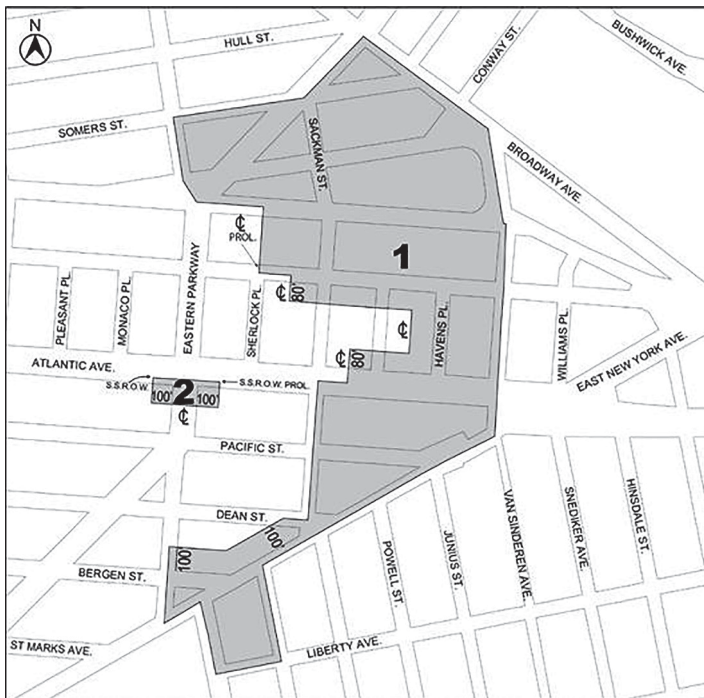 N
HULL ST.
CONWAY ST.
BUSHWICK AVE.
SOMERS ST.
SACKMAN ST.
BROADWAY AVE.
℄
PROL.
1
PLEASANT PL.
MONACO PL.
EASTERN PARKWAY
SHERLOCK PL.
℄
80'
℄
HAVENS PL.
WILLIAMS PL.
ATLANTIC AVE.
℄
80'
EAST NEW YORK AVE.
S.S.R.O.W.
2
S.S.R.O.W. PROL.
100'
100'
℄
PACIFIC ST.
DEAN ST.
100'
100'
BERGEN ST.
POWELL ST.
JUNIUS ST.
VAN SINDEREN AVE.
SNEDIKER AVE.
HINSDALE ST.
ST MARKS AVE.
LIBERTY AVE.